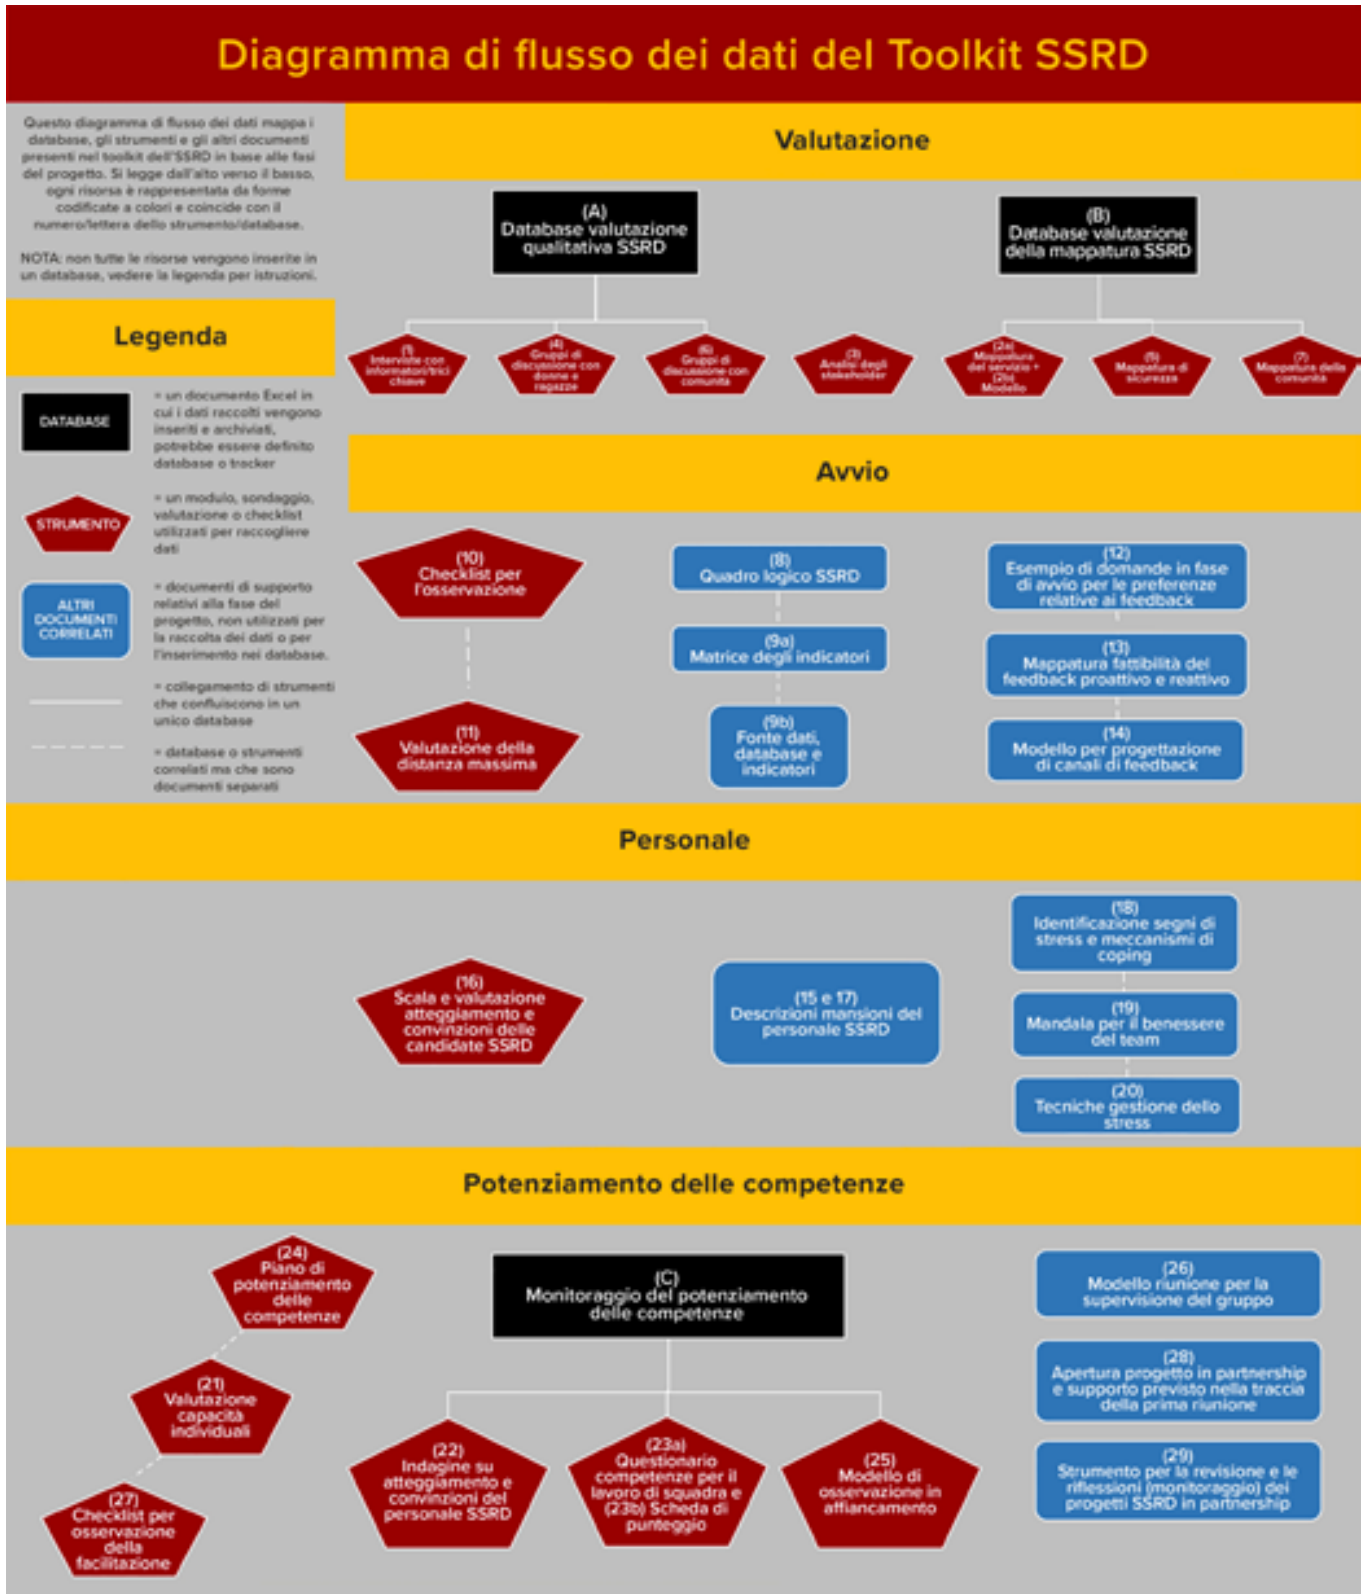 Diagramma di flusso dei dati del Toolkit SSRD
Questo diagramma di flusso dei dati mappa i
database, gli strumenti e gli altri documenti
presenti nel toolkit dell'SSRD in base alle fasi
del progetto. Si legge dall'alto verso il basso,
ogni risorsa è rappresentata da forme
codificate a colori e coincide con il
numero/lettera dello strumento/database.
NOTA: non tutte le risorse vengono inserite in
un database, vedere la legenda per istruzioni.
Legenda
DATABASE
= un documento Excel in
cui i dati raccolti vengono
inseriti e archiviati,
potrebbe essere definito
database o tracker
STRUMENTO
= un modulo, sondaggio,
valutazione o checklist
utilizzati per raccogliere
dati
ALTRI
DOCUMENTI
CORRELATI
= documenti di supporto
relativi alla fase del
progetto, non utilizzati per
la raccolta dei dati o per
l'inserimento nei database.
= collegamento di strumenti
che confluiscono in un
unico database
= database o strumenti
correlati ma che sono
documenti separati
Valutazione
(A)
Database valutazione
qualitativa SSRD
(B)
Database valutazione
della mappatura SSRD
(1)
Interviste con
informatori/trici
chiave
(4)
Gruppi di
discussione con
donne e
ragazze
(6)
Gruppi di
discussione con
comunità
(3)
Analisi degli
stakeholder
(2a)
Mappatura
del servizio +
(2b)
Modello
(5)
Mappatura di
sicurezza
(7)
Mappatura della
comunità
Avvio
(10)
Checklist per
l'osservazione
(11)
Valutazione della
distanza massima
(8)
Quadro logico SSRD
(9a)
Matrice degli indicatori
(9b)
Fonte dati,
database e
indicatori
(12)
Esempio di domande in fase
di avvio per le preferenze
relative ai feedback
(13)
Mappatura fattibilità del
feedback proattivo e reattivo
(14)
Modello per progettazione
di canali di feedback
Personale
(16)
Scala e valutazione
atteggiamento e
convinzioni delle
candidate SSRD
(15 e 17)
Descrizioni mansioni del
personale SSRD
(18)
Identificazione segni di
stress e meccanismi di
coping
(19)
Mandala per il benessere
del team
(20)
Tecniche gestione dello
stress
Potenziamento delle competenze
(24)
Piano di
potenziamento
delle
competenze
(21)
Valutazione
capacità
individuali
(27)
Checklist per
osservazione
della
facilitazione
(C)
Monitoraggio del potenziamento
delle competenze
(22)
Indagine su
atteggiamento e
convinzioni del
personale SSRD
(23a)
Questionario
competenze per il
lavoro di squadra e
(23b) Scheda di
punteggio
(25)
Modello di
osservazione in
affiancamento
(26)
Modello riunione per la
supervisione del gruppo
(28)
Apertura progetto in partnership
e supporto previsto nella traccia
della prima riunione
(29)
Strumento per la revisione e le
riflessioni (monitoraggio) dei
progetti SSRD in partnership